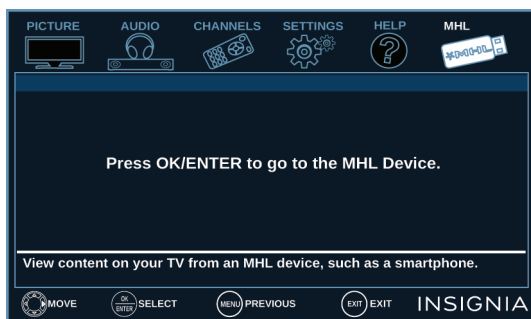 PICTURE AUDIO CHANNELS SETTINGS HELP MHL
Press OK/ENTER to go to the MHL Device.
View content on your TV from an MHL device, such as a smartphone.
MOVE OK ENTER SELECT MENU PREVIOUS EXIT EXIT INSIGNIA